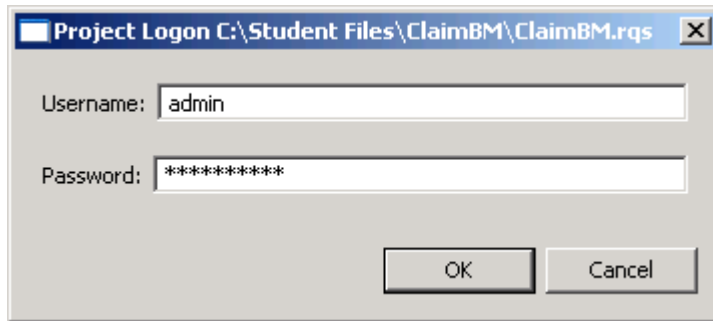 Project Logon C:\Student Files\ClaimBM\ClaimBM.rqs
Username: admin
Password: **********
OK Cancel